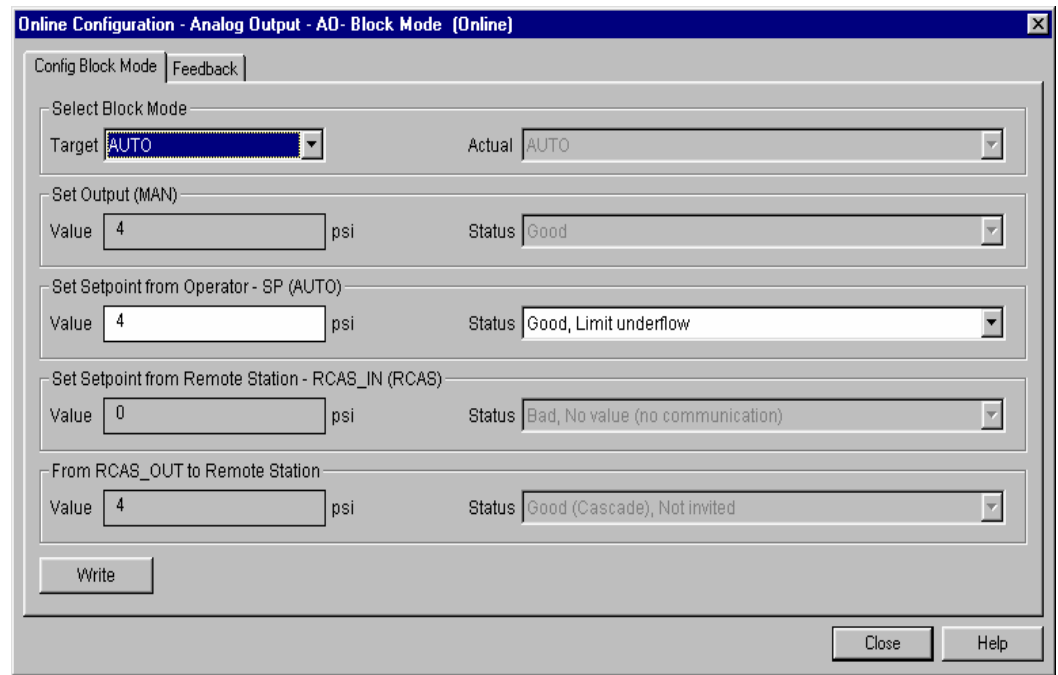 Online Configuration - Analog Output - AO- Block Mode (Online)
Config Block Mode Feedback
Select Block Mode
Target AUTO Actual AUTO
Set Output (MAN)
Value 4 psi Status Good
Set Setpoint from Operator - SP (AUTO)
Value 4 psi Status Good, Limit underflow
Set Setpoint from Remote Station - RCAS_IN (RCAS)
Value 0 psi Status Bad, No value (no communication)
From RCAS_OUT to Remote Station
Value 4 psi Status Good (Cascade), Not invited
Write
Close Help